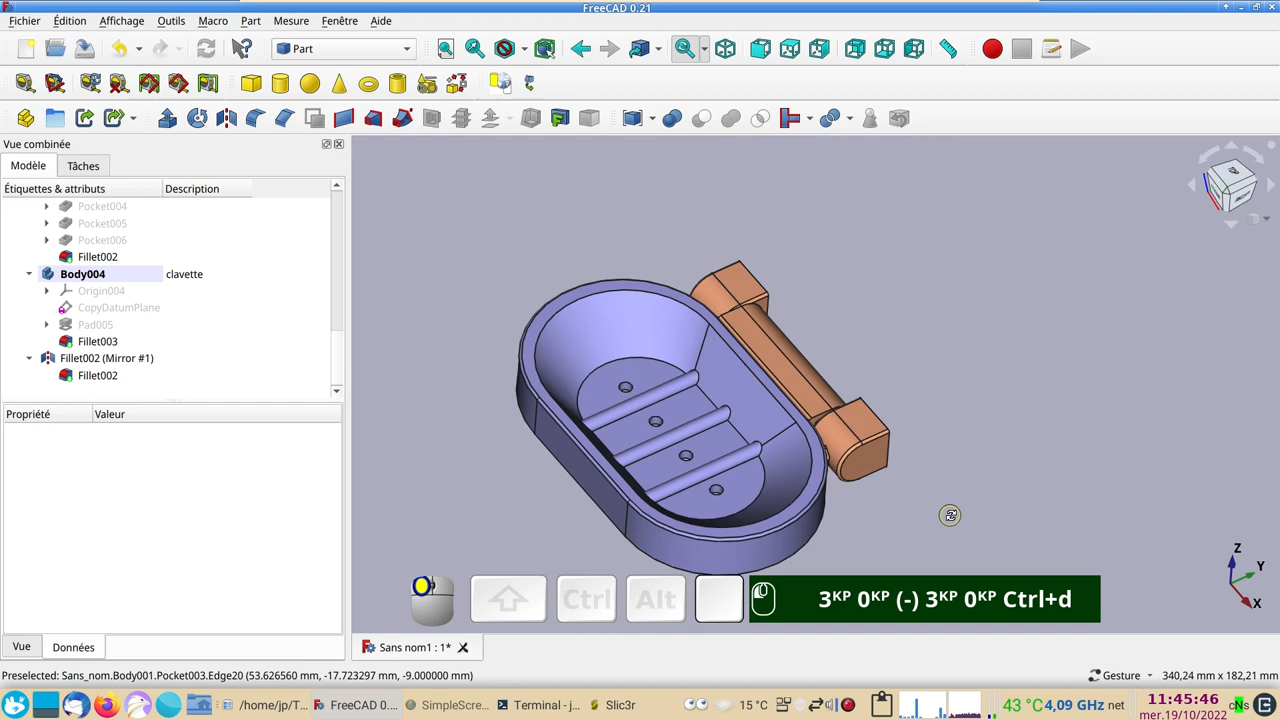 FreeCAD 0.21
Fichier Édition Affichage Outils Macro Part Mesure Fenêtre Aide
Part
Vue combinée
Modèle Tâches
Étiquettes & attributs Description
Pocket004
Pocket005
Pocket006
Fillet002
Body004 clavette
Origin004
CopyDatumPlane
Pad005
Fillet003
Fillet002 (Mirror #1)
Fillet002
Propriété Valeur
Z
Y
X
Ctrl Alt
3ᴷᴾ 0ᴷᴾ (-) 3ᴷᴾ 0ᴷᴾ Ctrl+d
Vue Données
Sans nom1 : 1*
Preselected: Sans_nom.Body001.Pocket003.Edge20 (53.626560 mm, -17.723297 mm, -9.000000 mm)
Gesture 340,24 mm x 182,21 mm
/home/jp/T...
FreeCAD 0....
SimpleScre...
Terminal - j...
Slic3r
15 °C
43 °C 4,09 GHz net
11:45:46
mer.19/10/2022
cNs